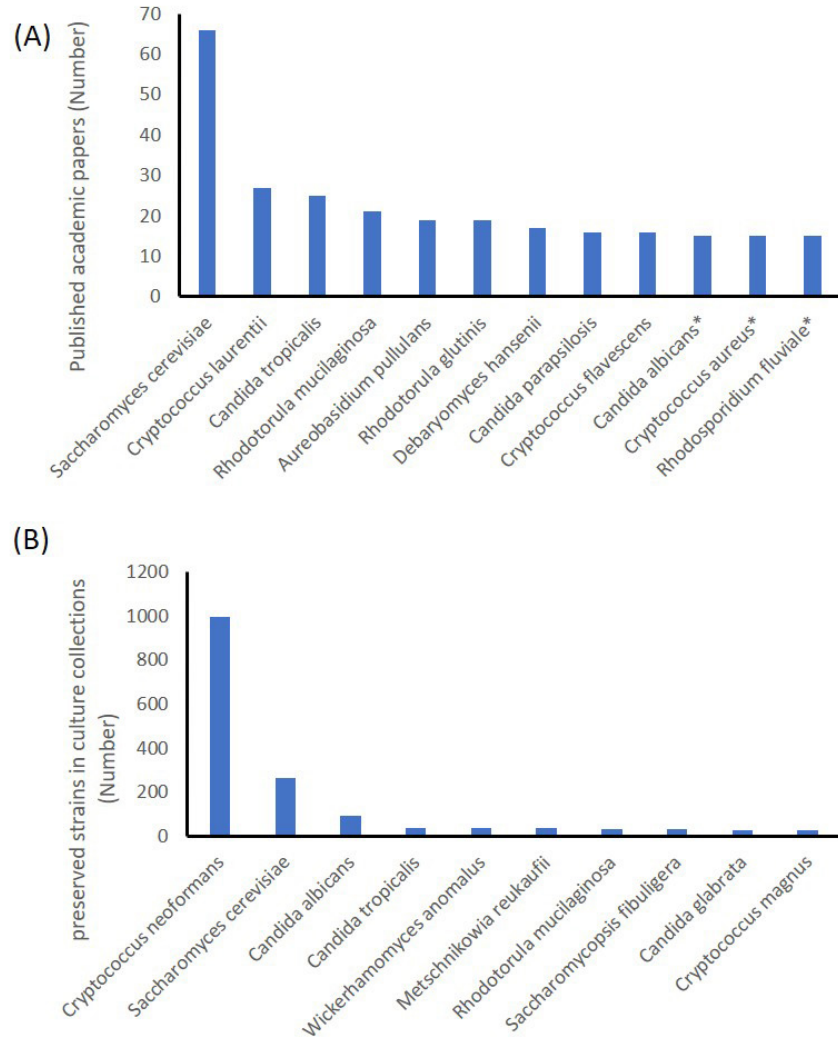 (A)
Published academic papers (Number)
70
60
50
40
30
20
10
0
Saccharomyces cerevisiae
Cryptococcus laurentii
Candida tropicalis
Rhodotorula mucilaginosa
Aureobasidium pullulans
Rhodotorula glutinis
Debaryomyces hansenii
Candida parapsilosis
Cryptococcus flavescens
Candida albicans*
Cryptococcus aureus*
Rhodosporidium fluviale*
(B)
preserved strains in culture collections
(Number)
1200
1000
800
600
400
200
0
Cryptococcus neoformans
Saccharomyces cerevisiae
Candida albicans
Candida tropicalis
Wickerhamomyces anomalus
Metschnikowia reukaufii
Rhodotorula mucilaginosa
Saccharomycopsis fibuligera
Candida glabrata
Cryptococcus magnus